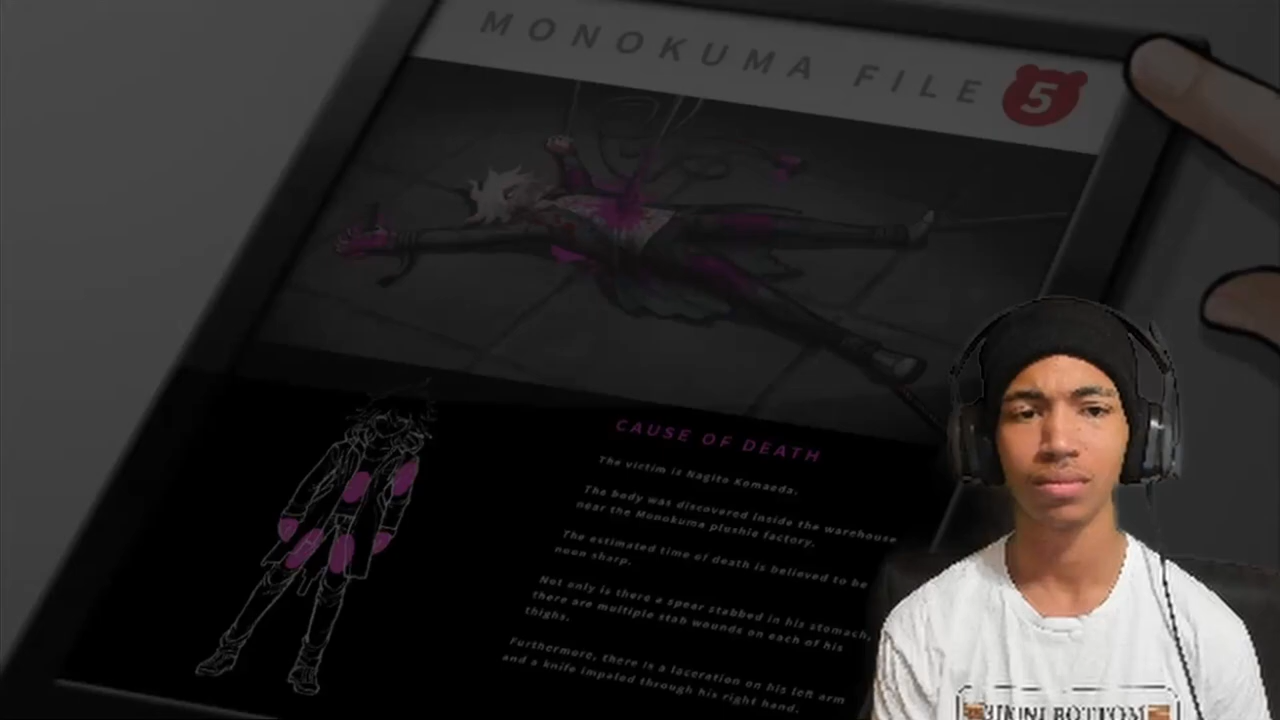 MONOKUMA FILE 5
CAUSE OF DEATH
The victim is Nagito Komaeda.
The body was discovered inside the warehouse
near the Monokuma plushie factory.
The estimated time of death is believed to be
noon sharp.
Not only is there a spear stabbed in his stomach,
there are multiple stab wounds on each of his
thighs.
Furthermore, there is a laceration on his left arm
and a knife impaled through his right hand.
BIKINI BOTTOM